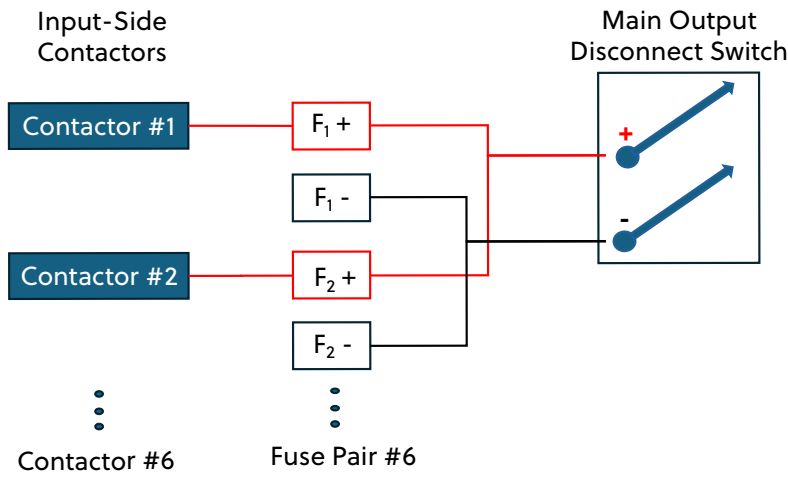 Input-Side
Contactors
Main Output
Disconnect Switch
Contactor #1
F₁ +
+
F₁ -
-
Contactor #2
F₂ +
F₂ -
Contactor #6
Fuse Pair #6